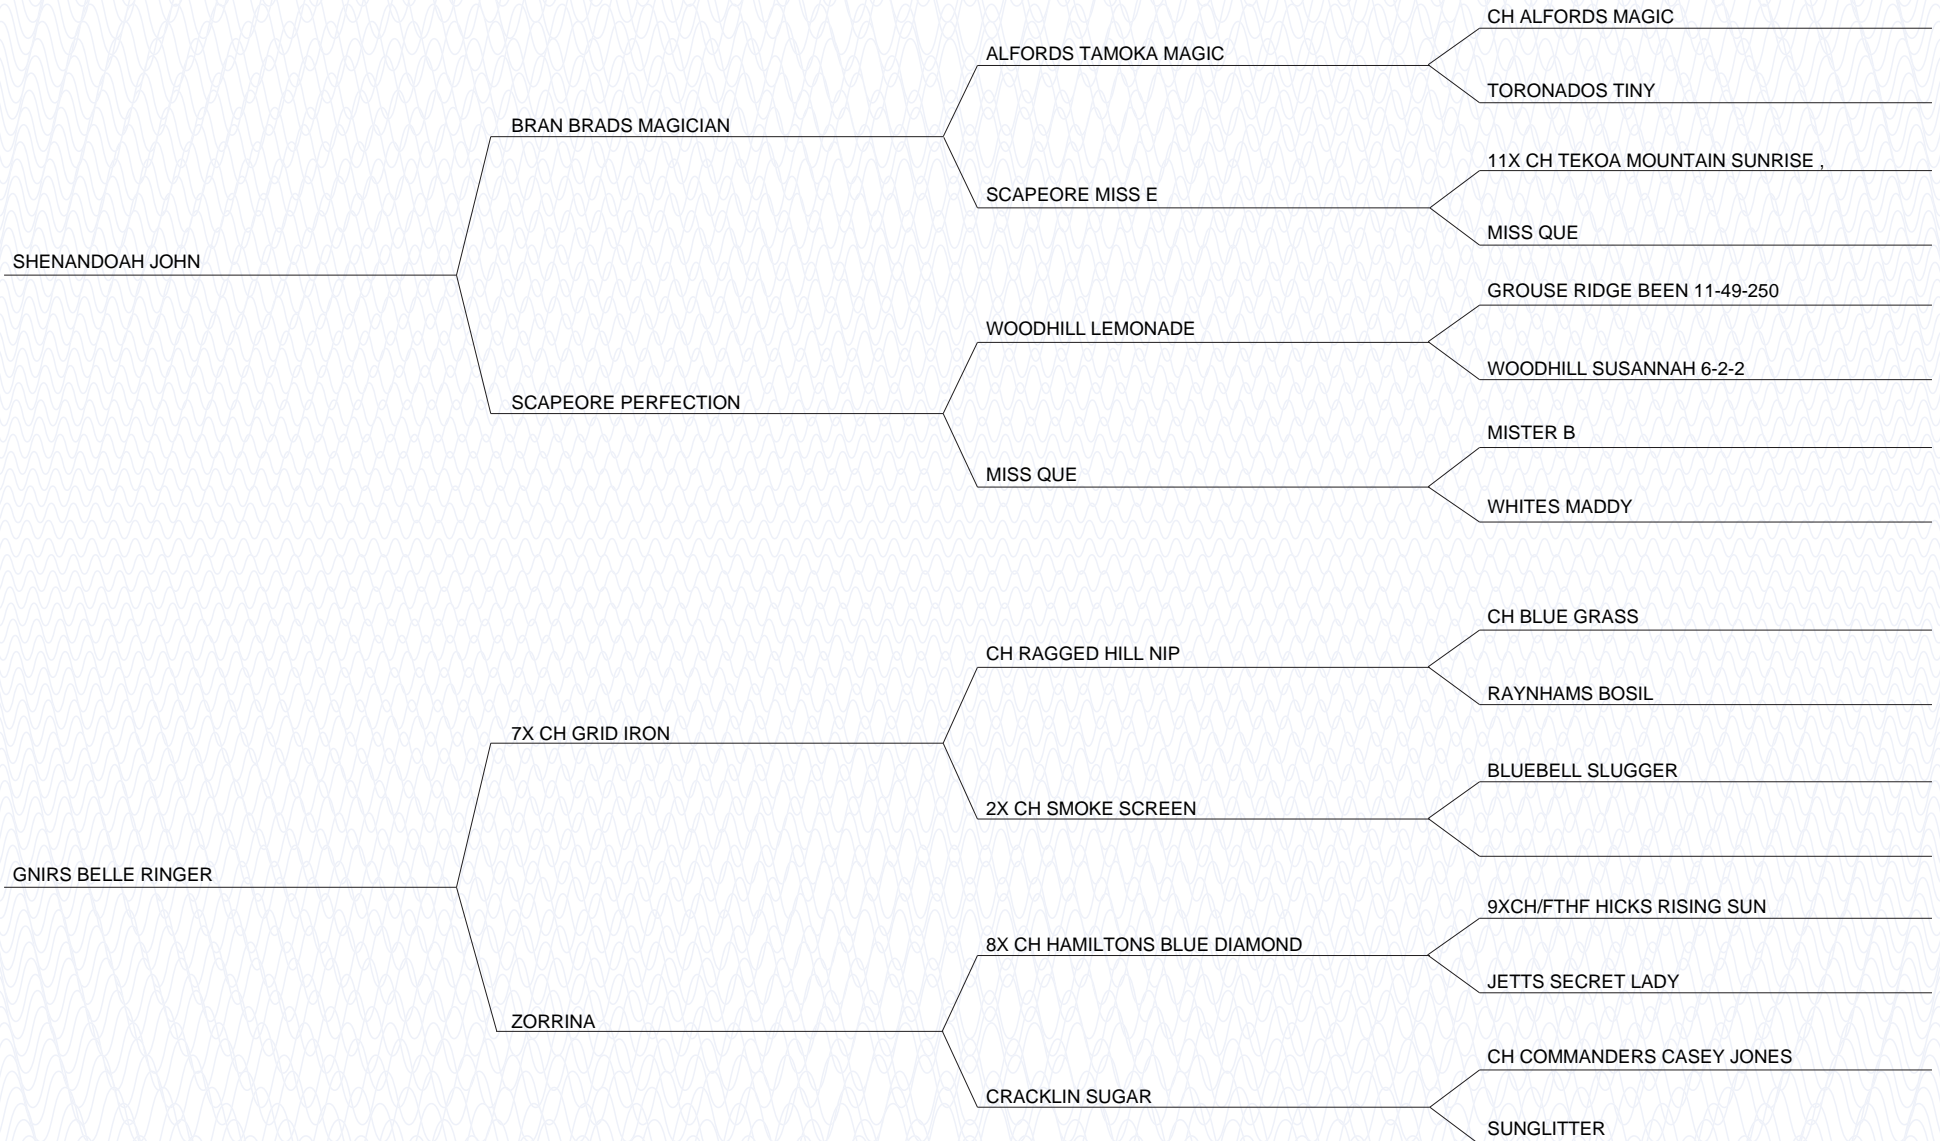 CH ALFORDS MAGIC
ALFORDS TAMOKA MAGIC
TORONADOS TINY
BRAN BRADS MAGICIAN
11X CH TEKOA MOUNTAIN SUNRISE ,
SCAPEORE MISS E
MISS QUE
SHENANDOAH JOHN
GROUSE RIDGE BEEN 11-49-250
WOODHILL LEMONADE
WOODHILL SUSANNAH 6-2-2
SCAPEORE PERFECTION
MISTER B
MISS QUE
WHITES MADDY
CH BLUE GRASS
CH RAGGED HILL NIP
RAYNHAMS BOSIL
7X CH GRID IRON
BLUEBELL SLUGGER
2X CH SMOKE SCREEN
GNIRS BELLE RINGER
9XCH/FTHF HICKS RISING SUN
8X CH HAMILTONS BLUE DIAMOND
JETTS SECRET LADY
ZORRINA
CH COMMANDERS CASEY JONES
CRACKLIN SUGAR
SUNGLITTER